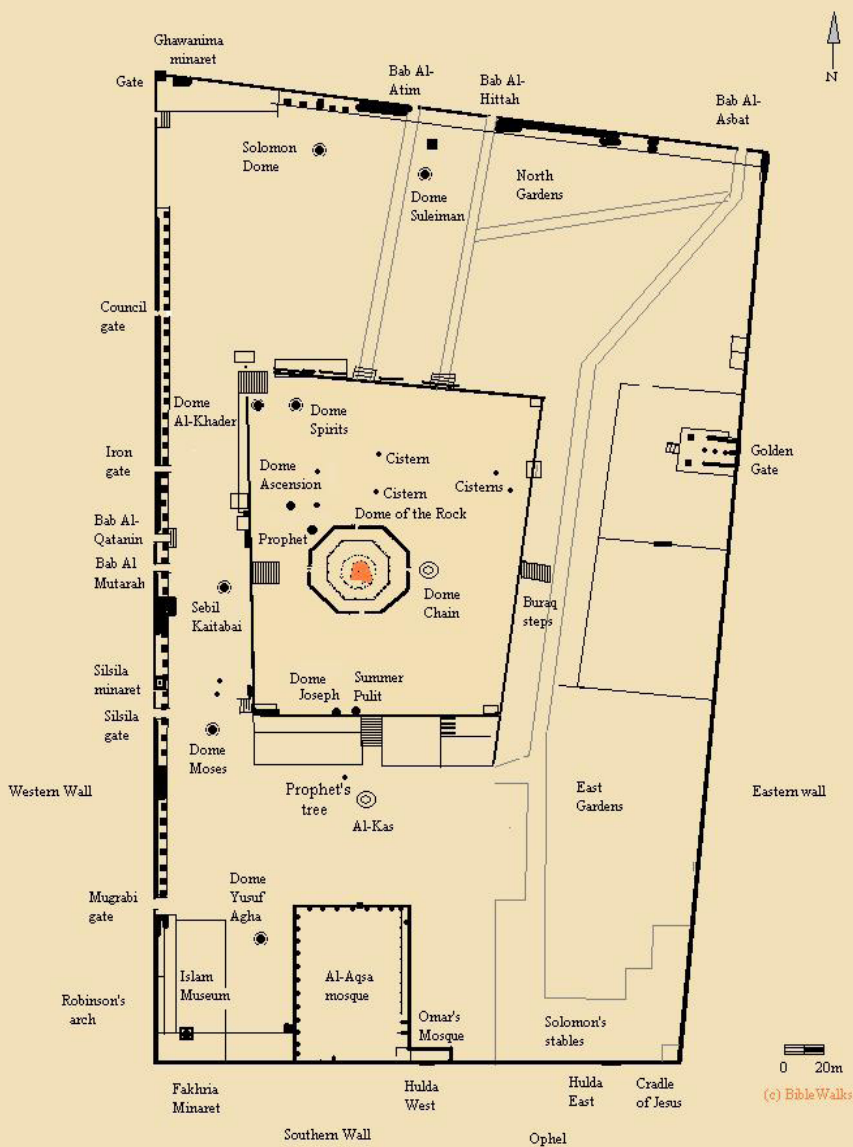 Ghawanima
minaret
Gate
Bab Al-
Atim
Bab Al-
Hittah
Bab Al-
Asbat
N
Solomon
Dome
Dome
Suleiman
North
Gardens
Council
gate
Dome
Al-Khader
Dome
Spirits
Iron
gate
Dome
Ascension
Cistern
Cistern
Cisterns
Golden
Gate
Bab Al-
Qatanin
Prophet
Dome of the Rock
Bab Al
Mutarah
Sebil
Kaitabai
Dome
Chain
Buraq
steps
Silsila
minaret
Dome
Joseph
Summer
Pulit
Silsila
gate
Dome
Moses
Western Wall
Prophet's
tree
Al-Kas
East
Gardens
Eastern wall
Mugrabi
gate
Dome
Yusuf
Agha
Islam
Museum
Al-Aqsa
mosque
Robinson's
arch
Omar's
Mosque
Solomon's
stables
0 20m
(c) BibleWalks
Fakhria
Minaret
Hulda
West
Hulda
East
Cradle
of Jesus
Southern Wall
Ophel